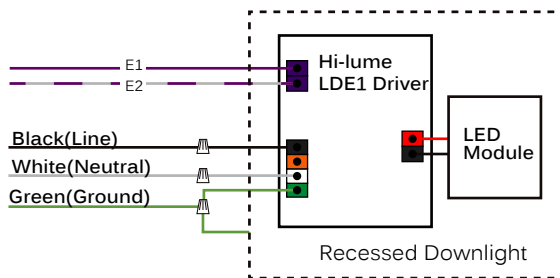 E1
E2
Hi-lume
LDE1 Driver
Black(Line)
White(Neutral)
Green(Ground)
LED
Module
Recessed Downlight